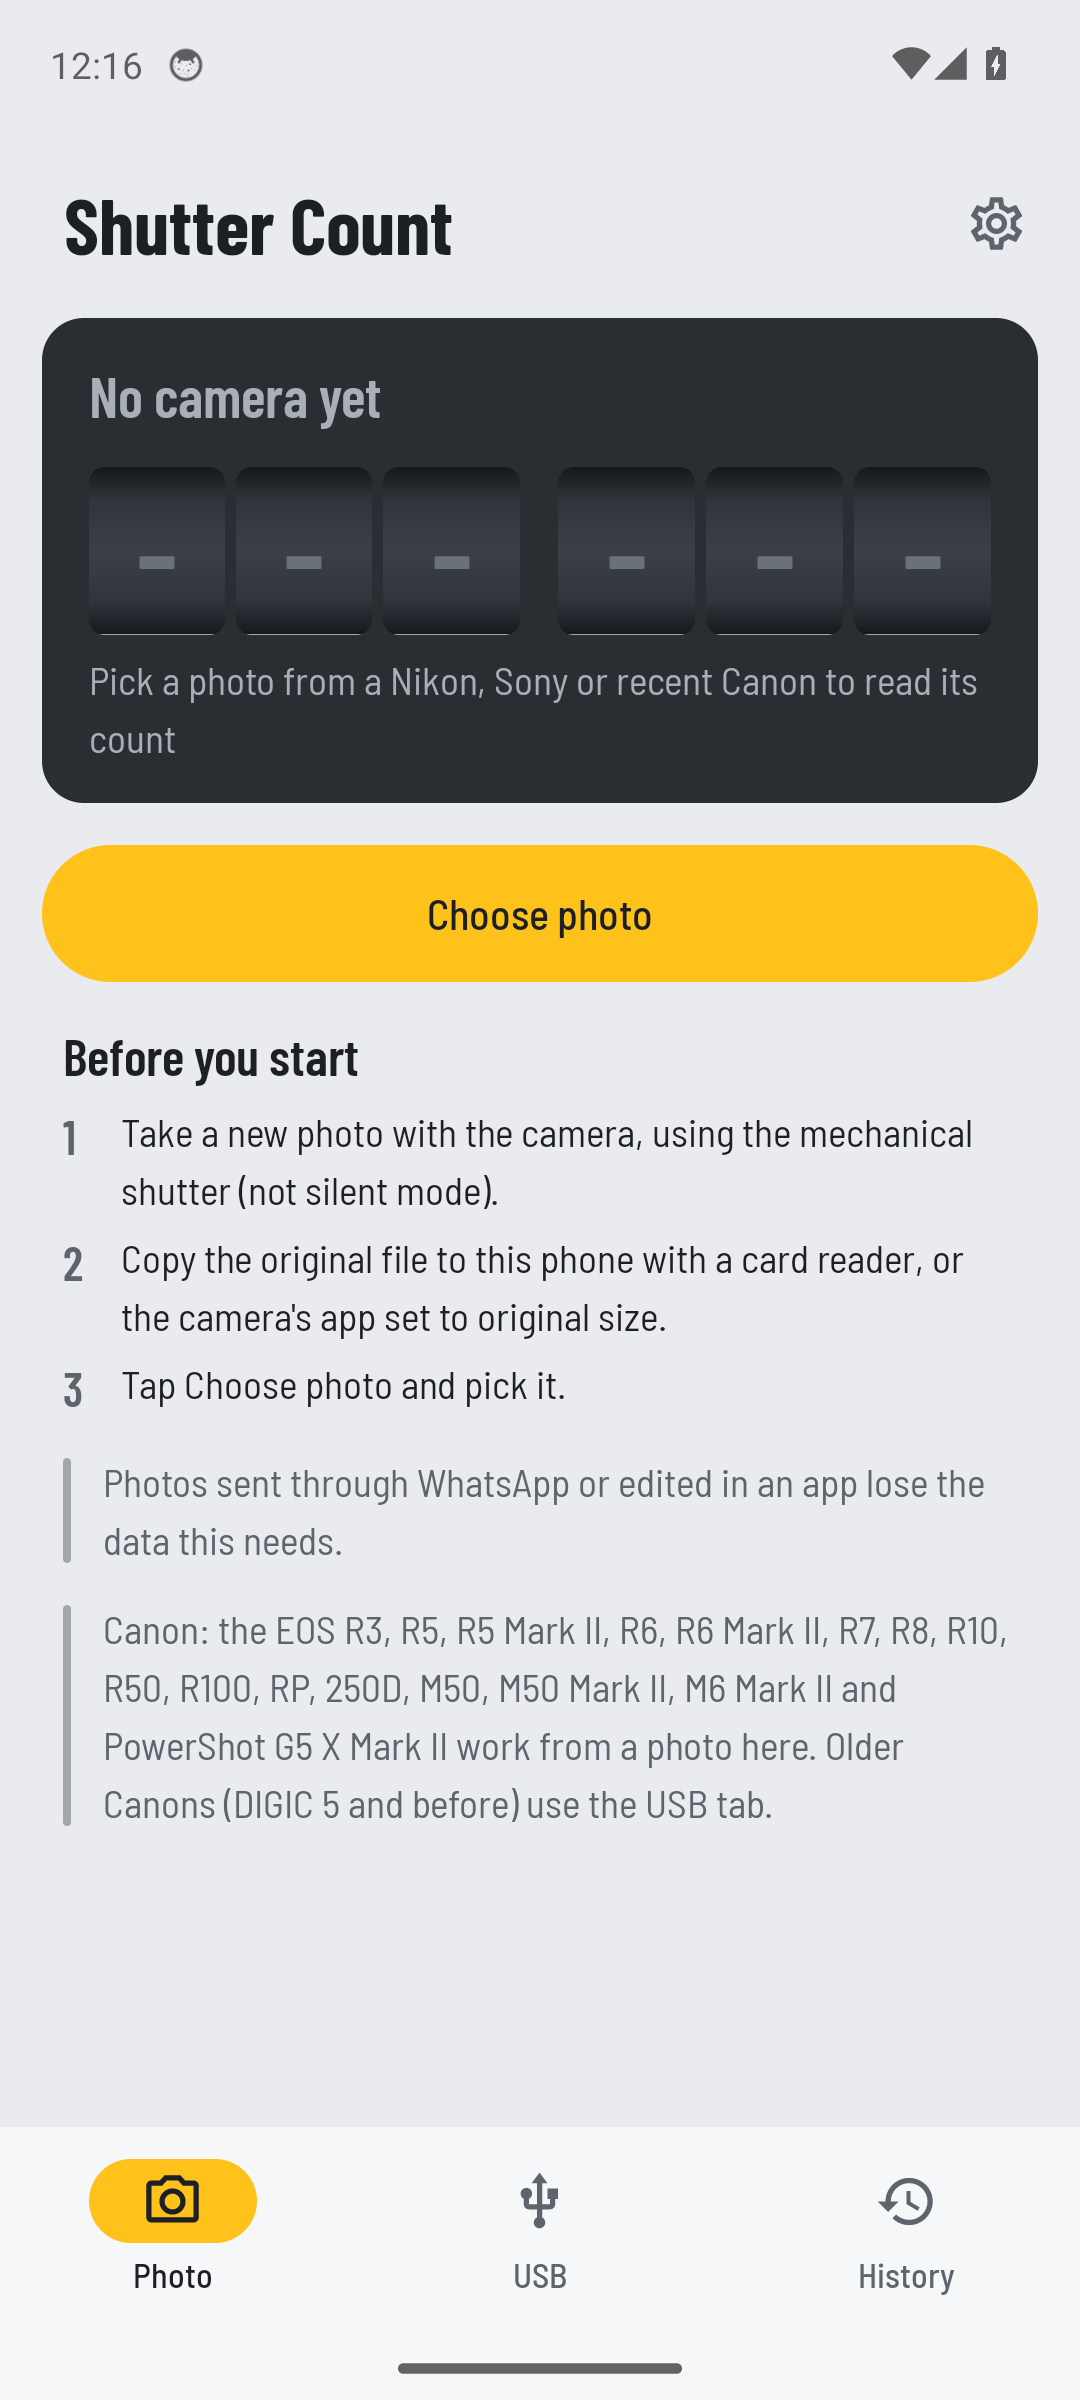 12:16
Shutter Count
No camera yet
– – – – – –
Pick a photo from a Nikon, Sony or recent Canon to read its
count
Choose photo
Before you start
1 Take a new photo with the camera, using the mechanical
shutter (not silent mode).
2 Copy the original file to this phone with a card reader, or
the camera's app set to original size.
3 Tap Choose photo and pick it.
Photos sent through WhatsApp or edited in an app lose the
data this needs.
Canon: the EOS R3, R5, R5 Mark II, R6, R6 Mark II, R7, R8, R10,
R50, R100, RP, 250D, M50, M50 Mark II, M6 Mark II and
PowerShot G5 X Mark II work from a photo here. Older
Canons (DIGIC 5 and before) use the USB tab.
Photo USB History